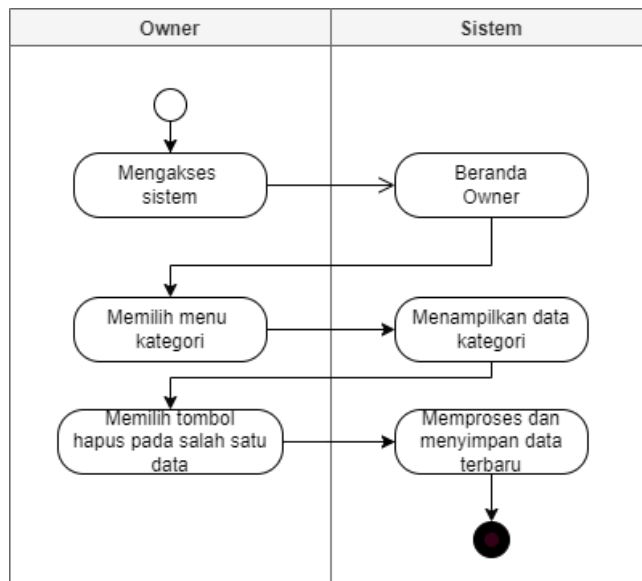 Owner
Sistem
Mengakses
sistem
Beranda
Owner
Memilih menu
kategori
Menampilkan data
kategori
Memilih tombol
hapus pada salah satu
data
Memproses dan
menyimpan data
terbaru